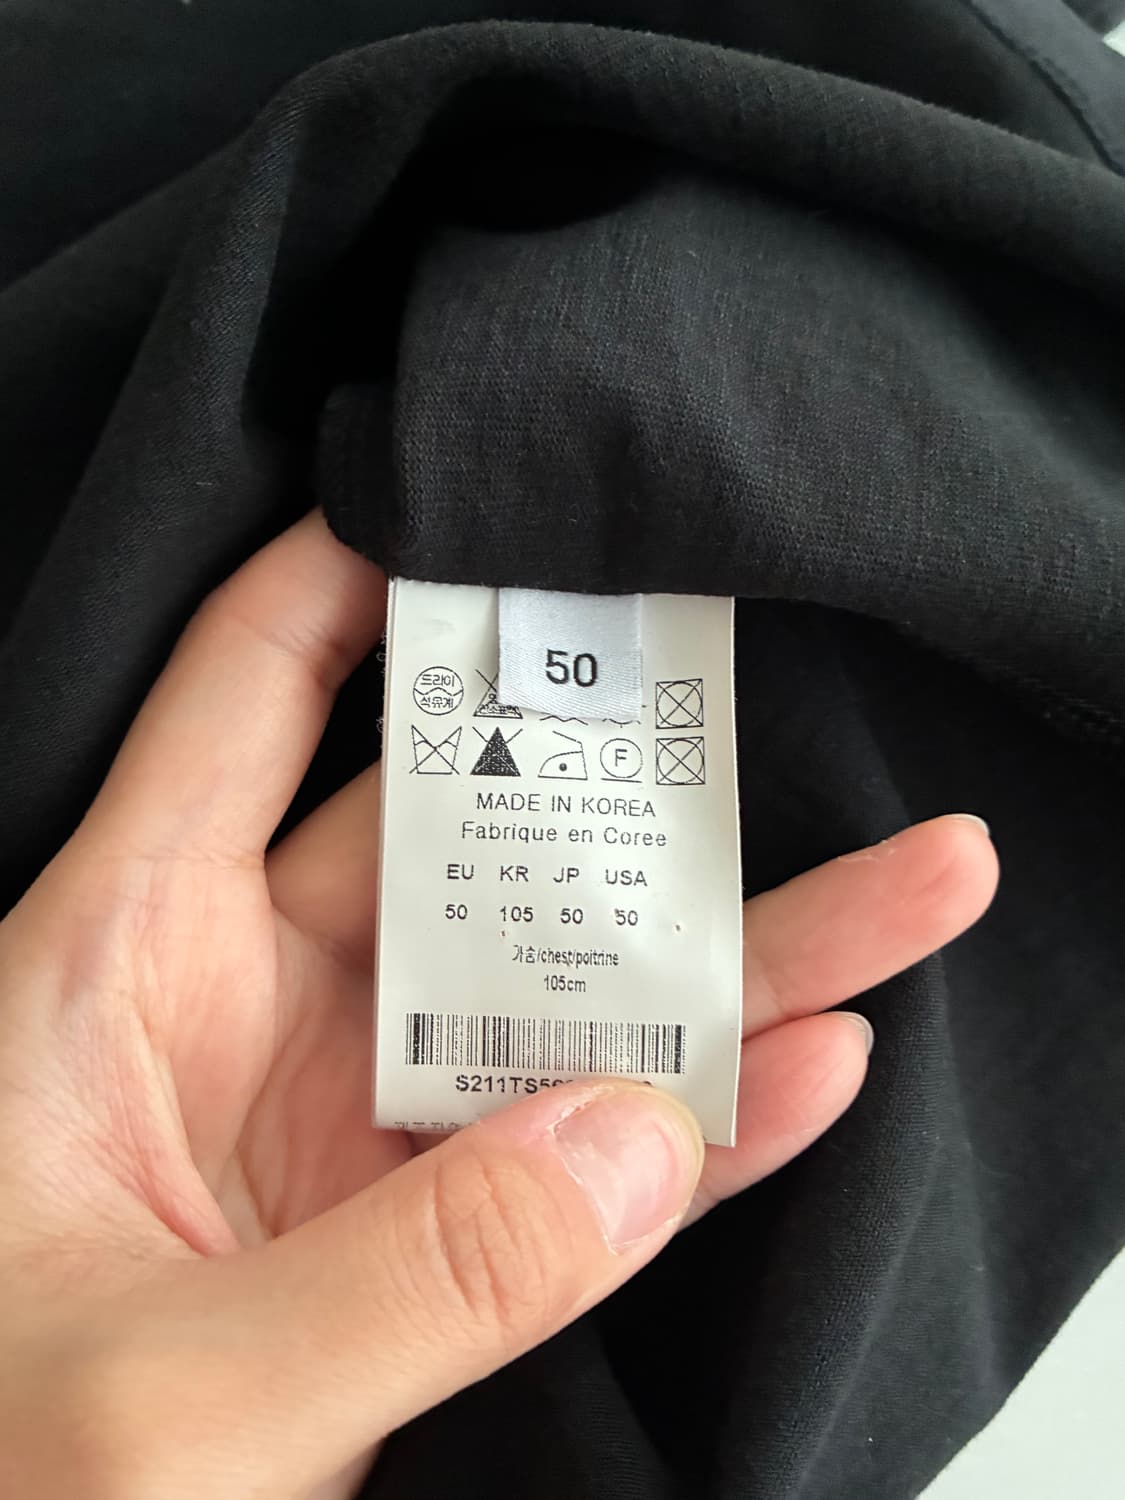 50
드라이
석유계
F
MADE IN KOREA
Fabrique en Coree
EU KR JP USA
50 105 50 50
가슴/chest/poitrine
105cm